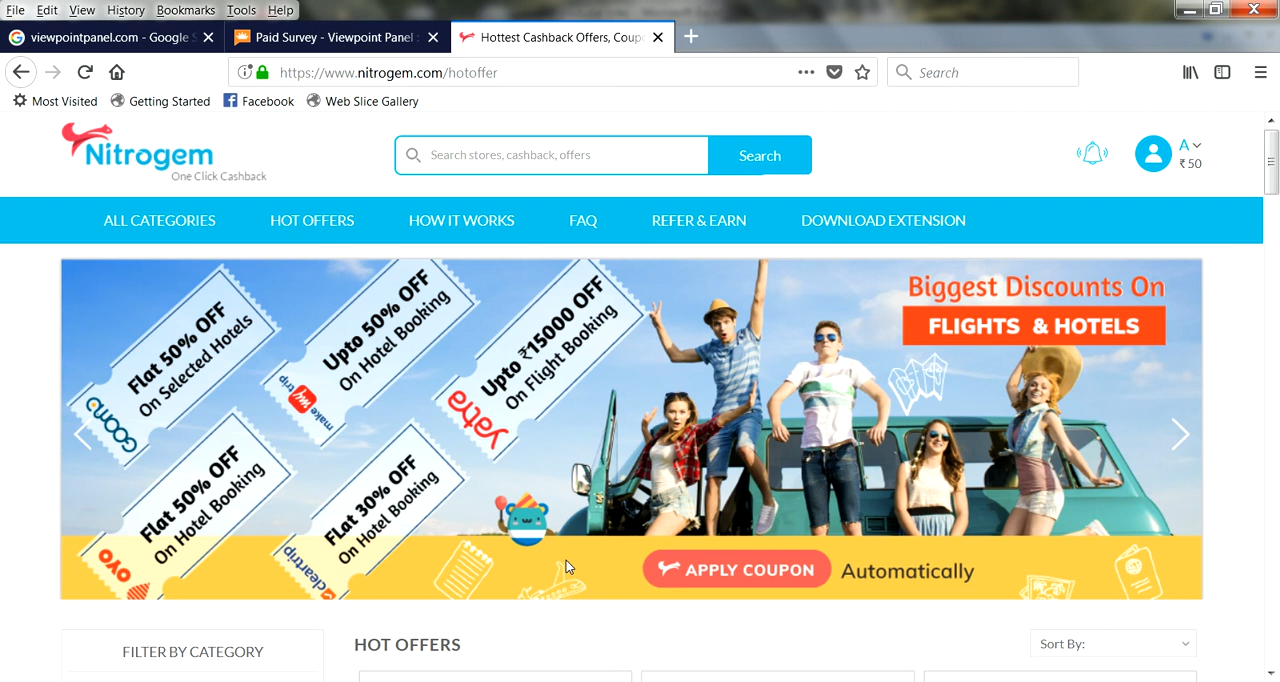 File Edit View History Bookmarks Tools Help
viewpointpanel.com - Google S
Paid Survey - Viewpoint Panel :
Hottest Cashback Offers, Coup
https://www.nitrogem.com/hotoffer
Search
Most Visited Getting Started Facebook Web Slice Gallery
Nitrogem
One Click Cashback
Search stores, cashback, offers
Search
A
₹ 50
ALL CATEGORIES HOT OFFERS HOW IT WORKS FAQ REFER & EARN DOWNLOAD EXTENSION
Flat 50% OFF
On Selected Hotels
Goomo
Upto 50% OFF
On Hotel Booking
make my trip
Upto ₹15000 OFF
On Flight Booking
yatra
Biggest Discounts On
FLIGHTS & HOTELS
Flat 50% OFF
On Hotel Booking
OYO
FLat 30% OFF
On Hotel Booking
cleartrip
APPLY COUPON Automatically
FILTER BY CATEGORY
HOT OFFERS
Sort By: